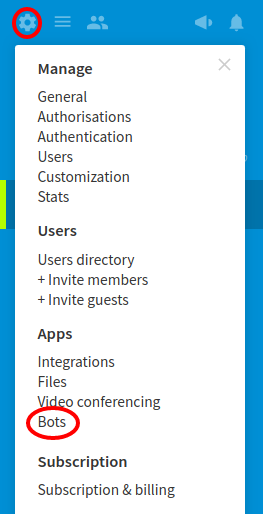 Manage
General
Authorisations
Authentication
Users
Customization
Stats
Users
Users directory
+ Invite members
+ Invite guests
Apps
Integrations
Files
Video conferencing
Bots
Subscription
Subscription & billing